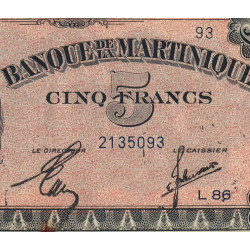 93
BANQUE DE LA MARTINIQUE
5
CINQ FRANCS
2135093
LE DIRECTEUR LE CAISSIER
L 86